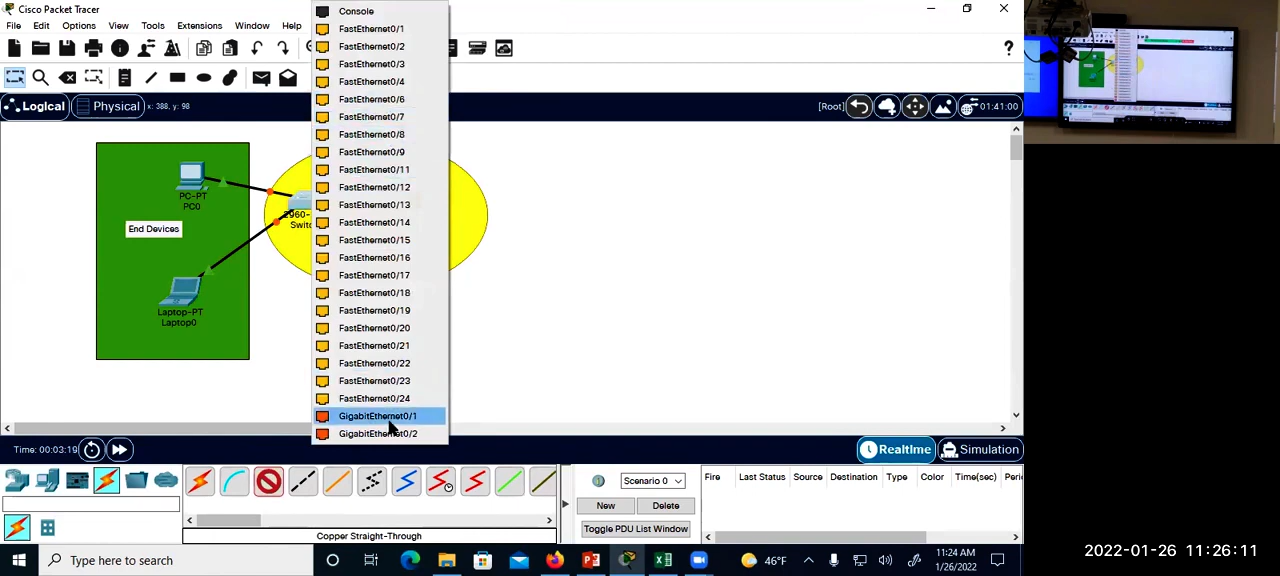 Cisco Packet Tracer
File Edit Options View Tools Extensions Window Help
Logical Physical x: 388, y: 98 [Root] 01:41:00
Console
FastEthernet0/1
FastEthernet0/2
FastEthernet0/3
FastEthernet0/4
FastEthernet0/6
FastEthernet0/7
FastEthernet0/8
FastEthernet0/9
FastEthernet0/11
FastEthernet0/12
FastEthernet0/13
FastEthernet0/14
FastEthernet0/15
FastEthernet0/16
FastEthernet0/17
FastEthernet0/18
FastEthernet0/19
FastEthernet0/20
FastEthernet0/21
FastEthernet0/22
FastEthernet0/23
FastEthernet0/24
GigabitEthernet0/1
GigabitEthernet0/2
PC-PT
PC0
2960-
Swit
End Devices
Laptop-PT
Laptop0
Time: 00:03:19 Realtime Simulation
Scenario 0
New Delete
Toggle PDU List Window
Fire Last Status Source Destination Type Color Time(sec) Peri
Copper Straight-Through
Type here to search
46°F
11:24 AM
1/26/2022
2022-01-26 11:26:11